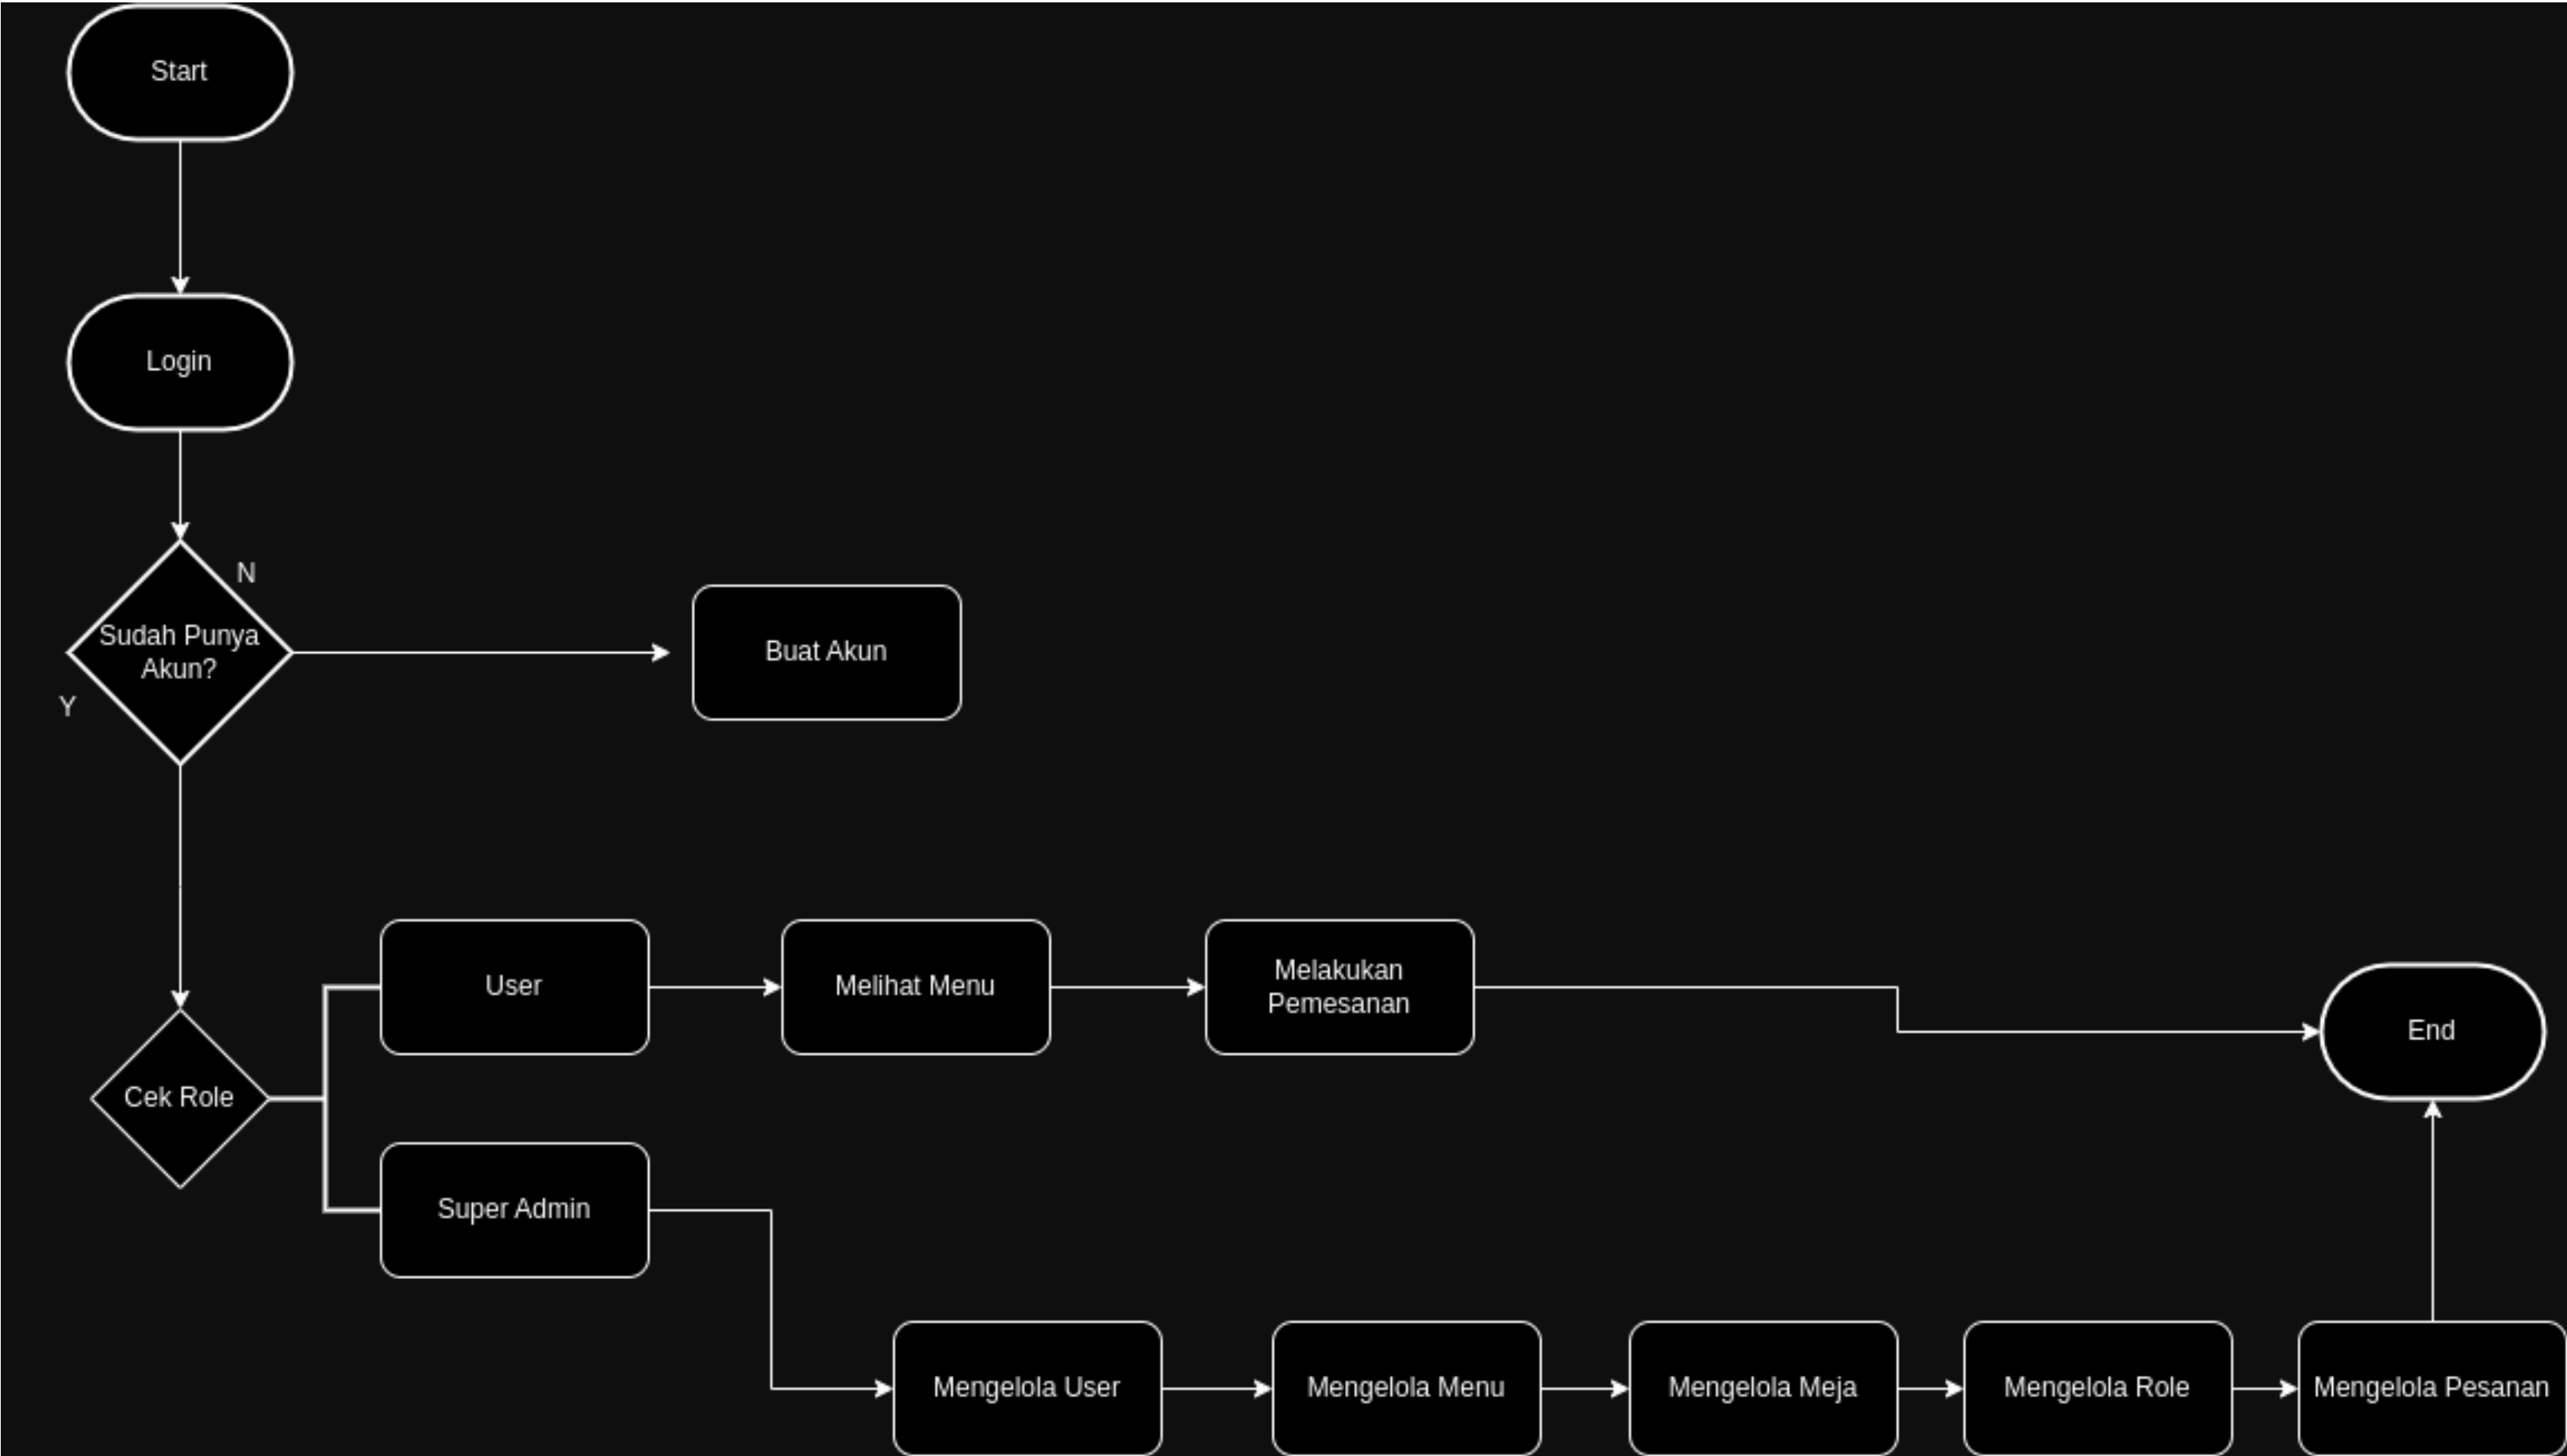 Start
Login
N
Sudah Punya
Akun?
Y
Buat Akun
User
Melihat Menu
Melakukan
Pemesanan
End
Cek Role
Super Admin
Mengelola User
Mengelola Menu
Mengelola Meja
Mengelola Role
Mengelola Pesanan